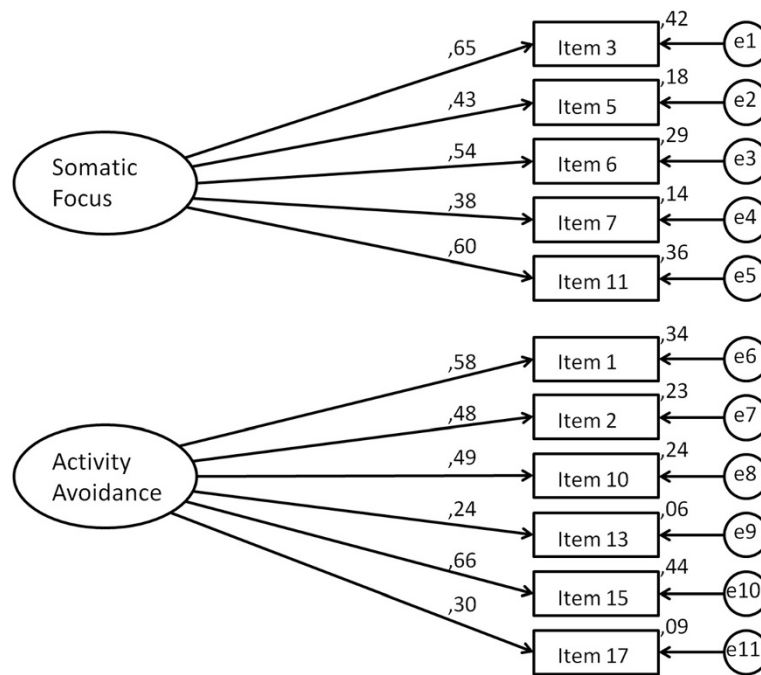 ,42
,65
Item 3
e1
,18
,43
Item 5
e2
,29
,54
Item 6
e3
Somatic
Focus
,14
,38
Item 7
e4
,36
,60
Item 11
e5
,34
,58
Item 1
e6
,23
,48
Item 2
e7
,24
,49
Item 10
e8
Activity
Avoidance
,06
,24
Item 13
e9
,44
,66
Item 15
e10
,09
,30
Item 17
e11